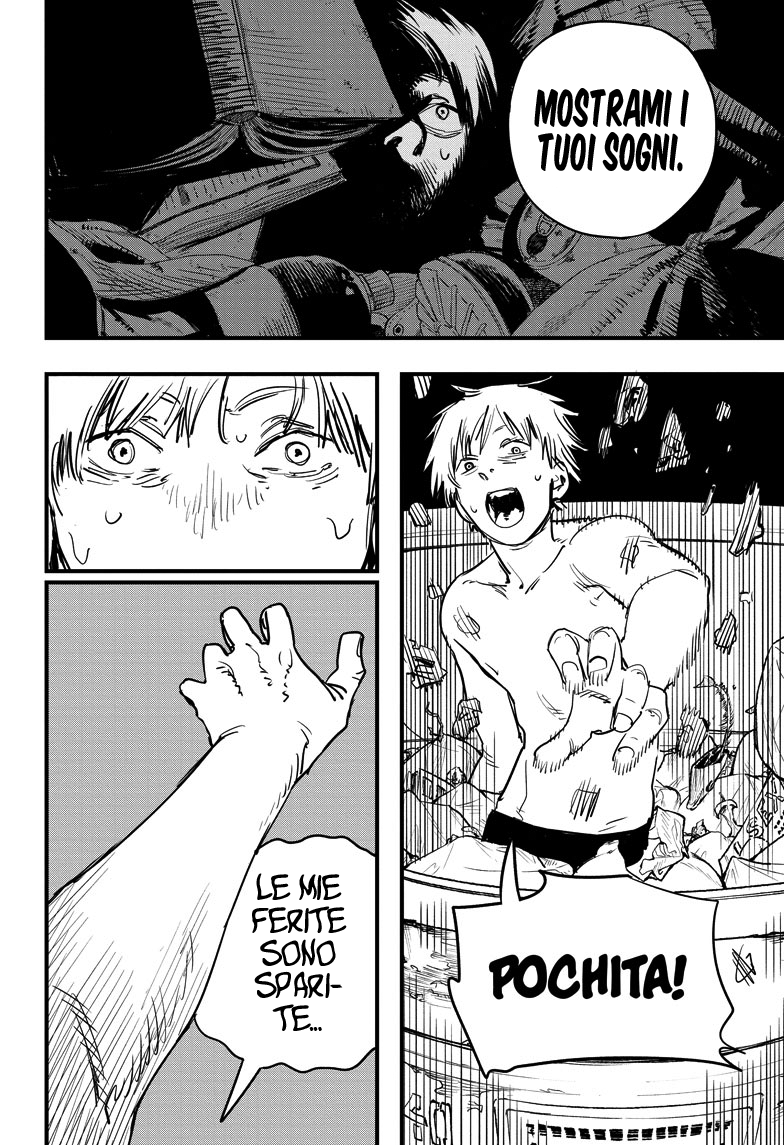 MOSTRAMI I
TUOI SOGNI.
POCHITA!
LE MIE
FERITE
SONO
SPARI-
TE...